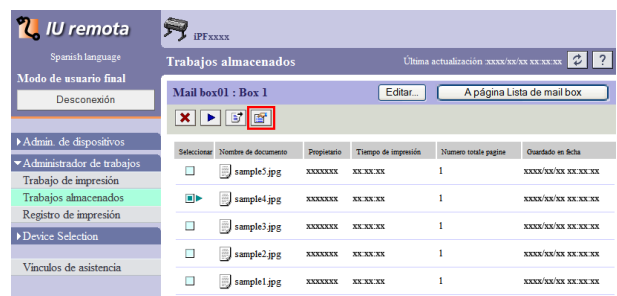 IU remota
Spanish language
Modo de usuario final
Desconexión
Admin. de dispositivos
Administrador de trabajos
Trabajo de impresión
Trabajos almacenados
Registro de impresión
Device Selection
Vínculos de asistencia
iPFxxxx
Trabajos almacenados
Última actualización :xxxx/xx/xx xx:xx:xx
?
Mail box01 : Box 1
Editar...
A página Lista de mail box
Seleccionar Nombre de documento Propietario Tiempo de impresión Numero totale pagine Guardado en fecha
sample5.jpg xxxxxxx xx:xx:xx 1 xxxx/xx/xx xx:xx:xx
sample4.jpg xxxxxxx xx:xx:xx 1 xxxx/xx/xx xx:xx:xx
sample3.jpg xxxxxxx xx:xx:xx 1 xxxx/xx/xx xx:xx:xx
sample2.jpg xxxxxxx xx:xx:xx 1 xxxx/xx/xx xx:xx:xx
sample1.jpg xxxxxxx xx:xx:xx 1 xxxx/xx/xx xx:xx:xx